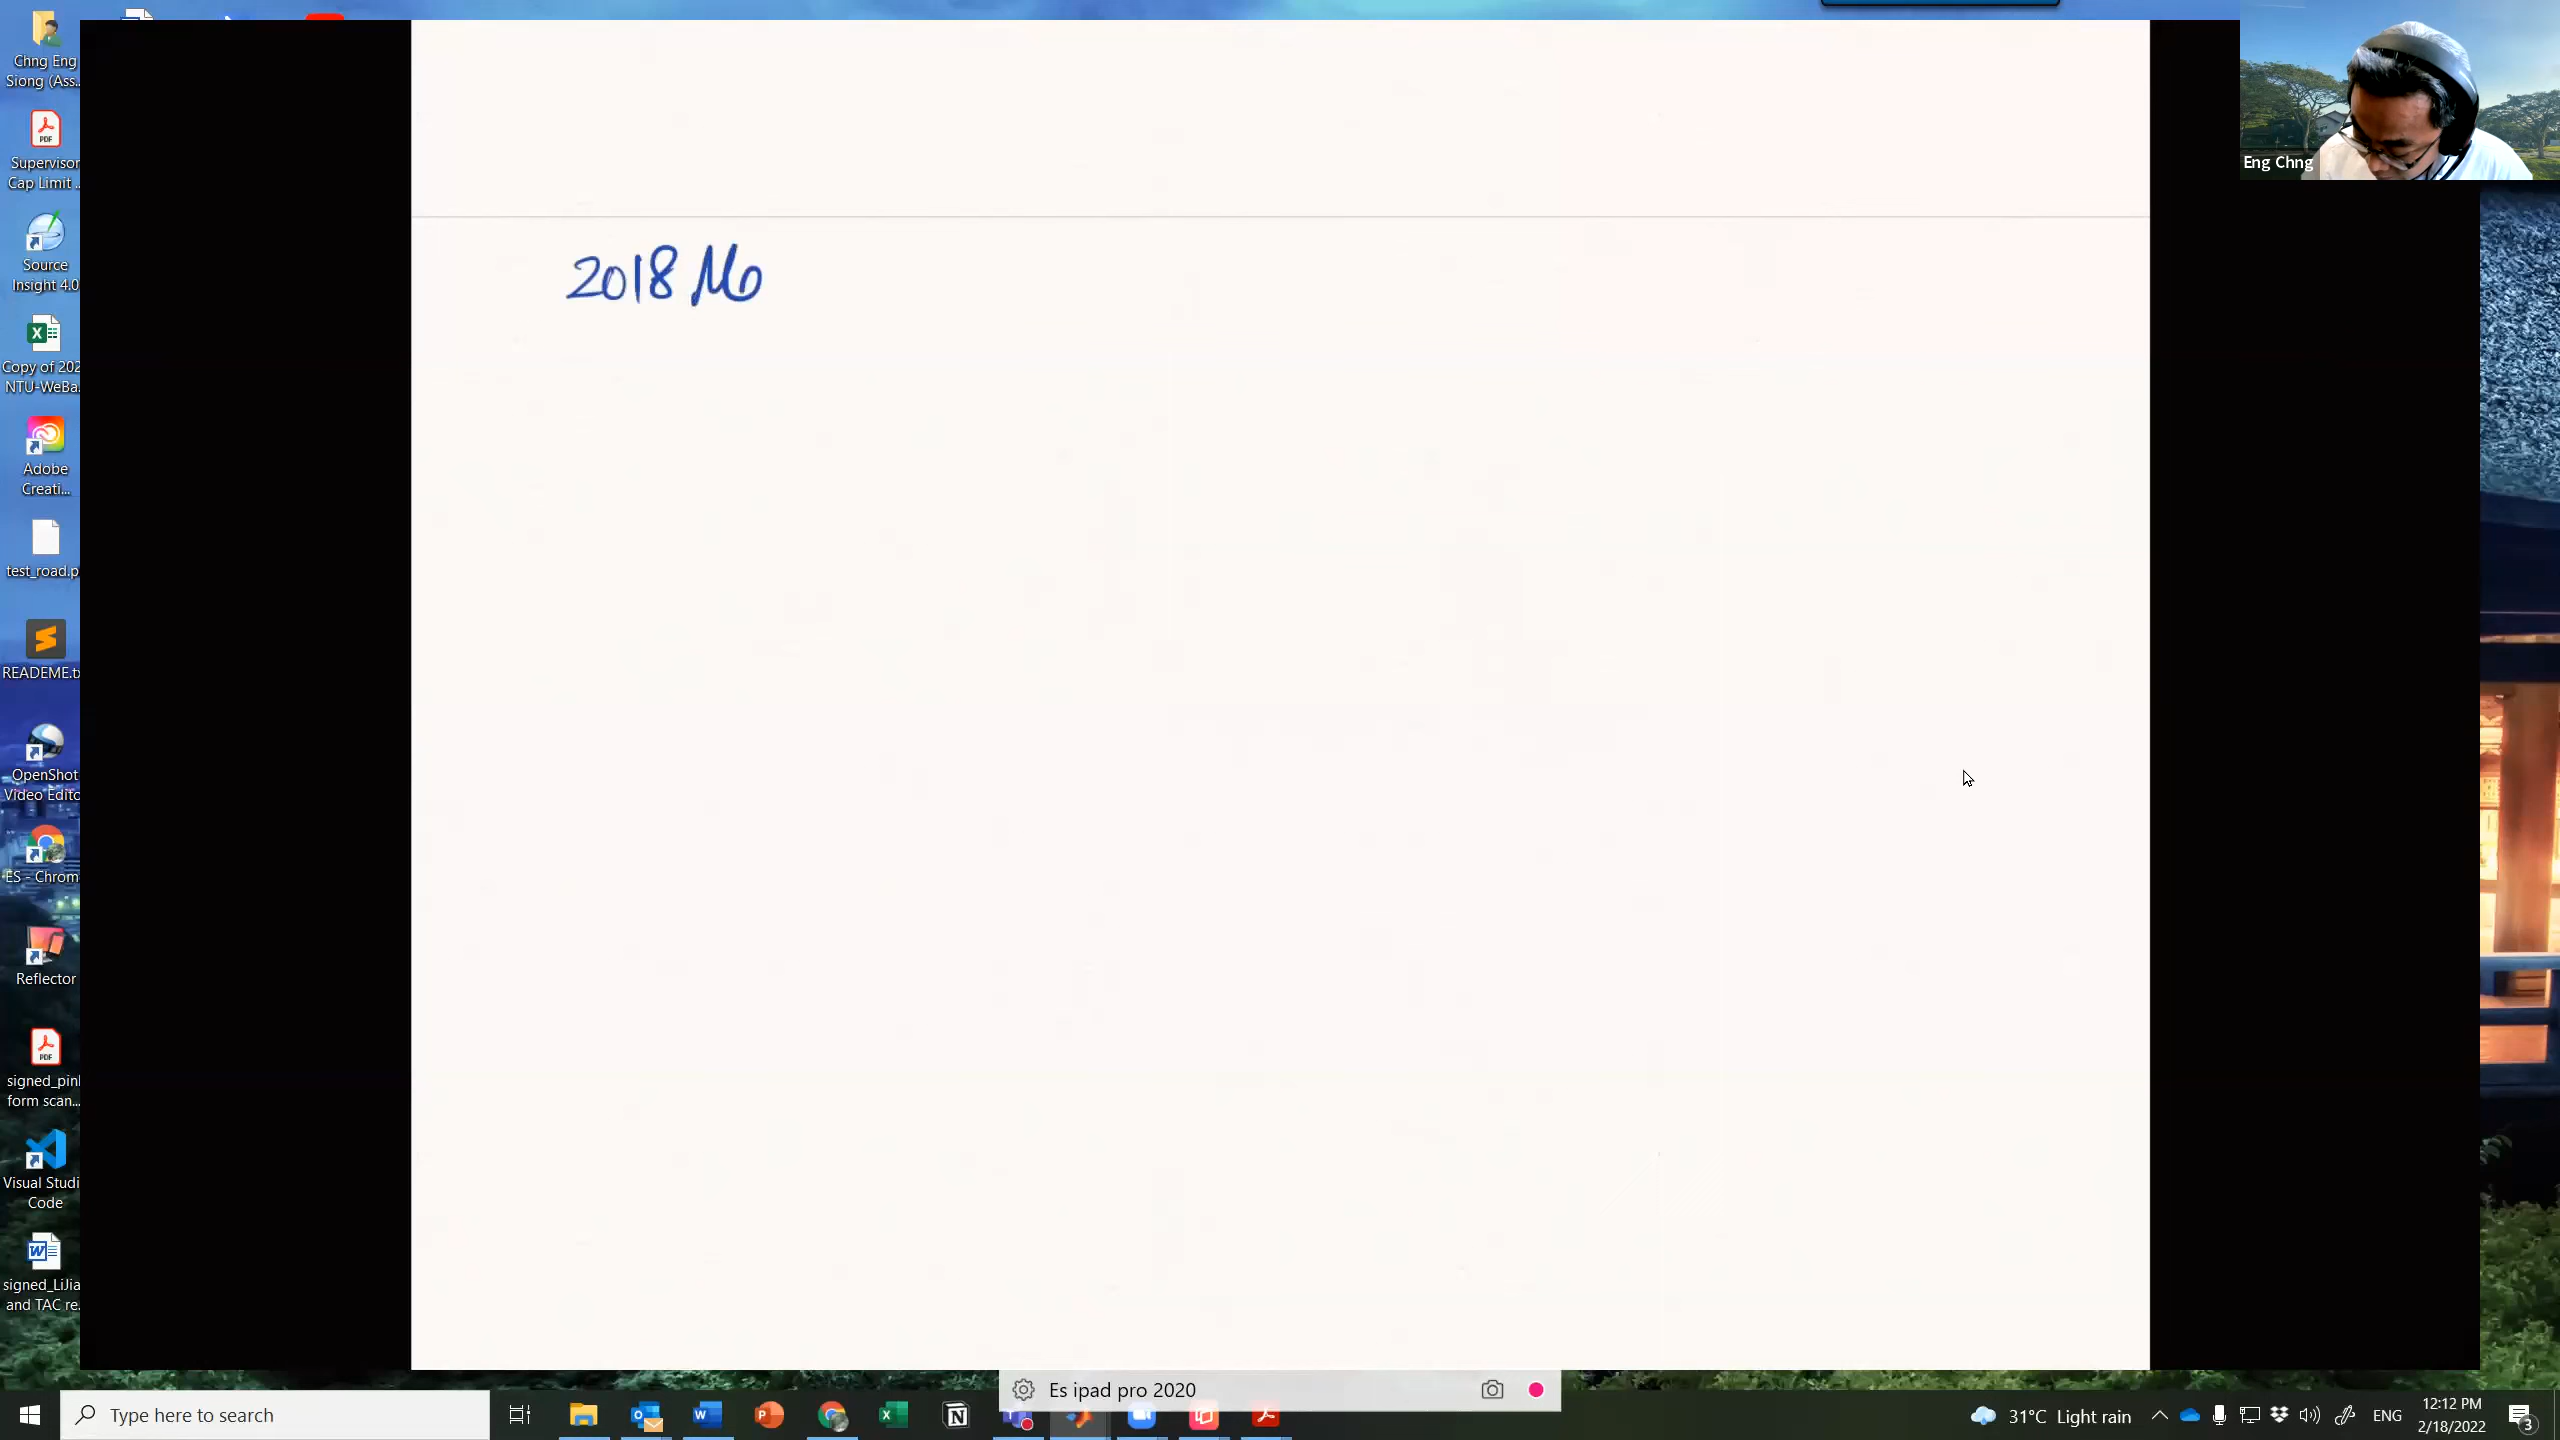 Chng Eng
Siong (Ass...
Eng Chng
Supervisor
Cap Limit ...
2018 Mo
Source
Insight 4.0
Copy of 202
NTU-WeBa...
Adobe
Creati...
test_road.p
READEME.tx
OpenShot
Video Edito
ES - Chrom
Reflector
signed_pinl
form scan...
Visual Studi
Code
signed_LiJia
and TAC re...
Es ipad pro 2020
Type here to search
31°C Light rain
ENG
12:12 PM
2/18/2022
3